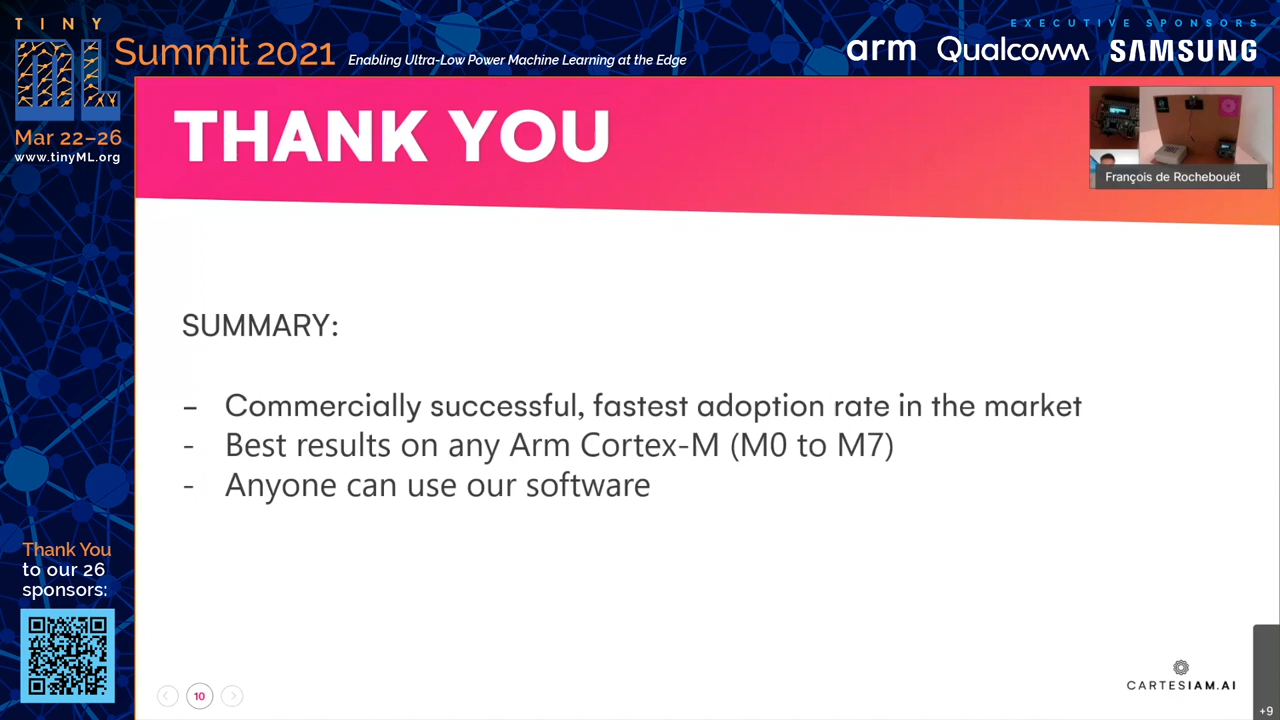 TINY
ML
Summit 2021
Enabling Ultra-Low Power Machine Learning at the Edge
Mar 22–26
www.tinyML.org
EXECUTIVE SPONSORS
arm Qualcomm SAMSUNG
THANK YOU
François de Rochebouët
SUMMARY:
- Commercially successful, fastest adoption rate in the market
- Best results on any Arm Cortex-M (M0 to M7)
- Anyone can use our software
Thank You
to our 26
sponsors:
10
CARTESIAM.AI
+9